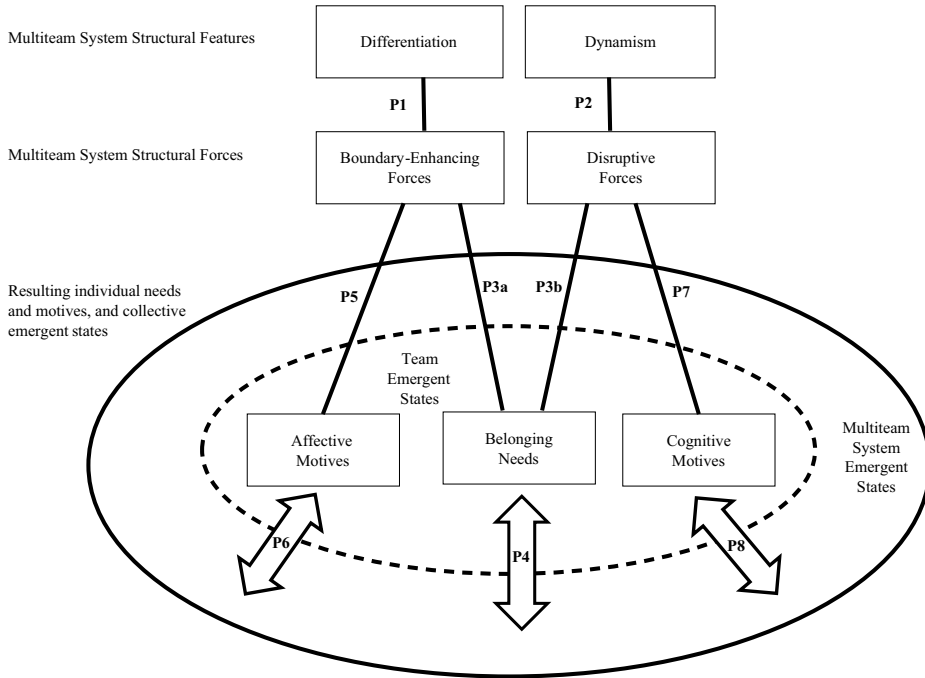 Multiteam System Structural Features
Differentiation
Dynamism
P1
P2
Multiteam System Structural Forces
Boundary-Enhancing
Forces
Disruptive
Forces
Resulting individual needs
and motives, and collective
emergent states
P5
P3a
P3b
P7
Team
Emergent
States
Affective
Motives
Belonging
Needs
Cognitive
Motives
Multiteam
System
Emergent
States
P6
P4
P8